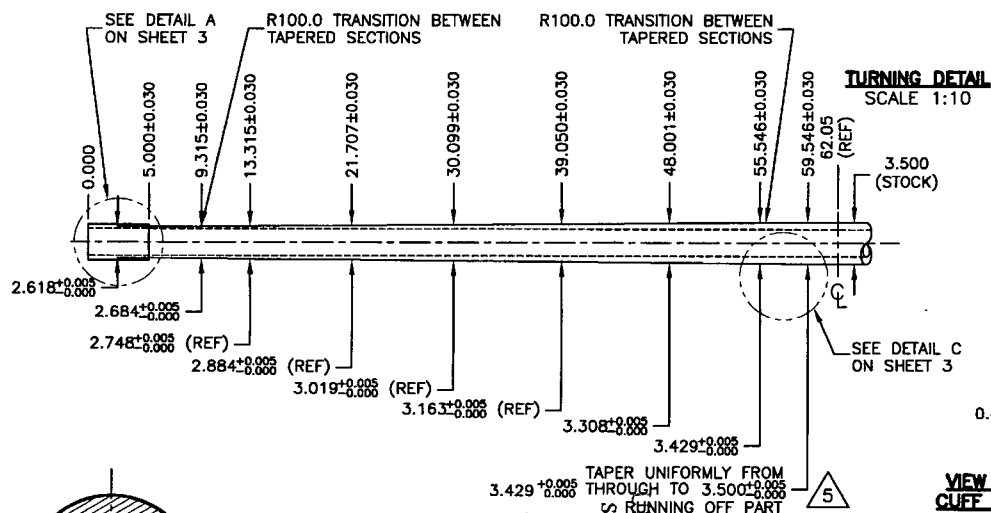 SEE DETAIL A
ON SHEET 3
R100.0 TRANSITION BETWEEN
TAPERED SECTIONS
R100.0 TRANSITION BETWEEN
TAPERED SECTIONS
TURNING DETAIL
SCALE 1:10
0.000
5.000±0.030
9.315±0.030
13.315±0.030
21.707±0.030
30.099±0.030
39.050±0.030
48.001±0.030
55.546±0.030
59.546±0.030
62.05
(REF)
3.500
(STOCK)
2.618+0.005
-0.000
2.684+0.005
-0.000
2.748+0.005
-0.000 (REF)
2.884+0.005
-0.000 (REF)
3.019+0.005
-0.000 (REF)
3.163+0.005
-0.000 (REF)
3.308+0.005
-0.000
3.429+0.005
-0.000
℄
SEE DETAIL C
ON SHEET 3
TAPER UNIFORMLY FROM
3.429 +0.005
0.000 THROUGH TO 3.500+0.005
-0.000
S RUNNING OFF PART
5
VIEW
CUFF